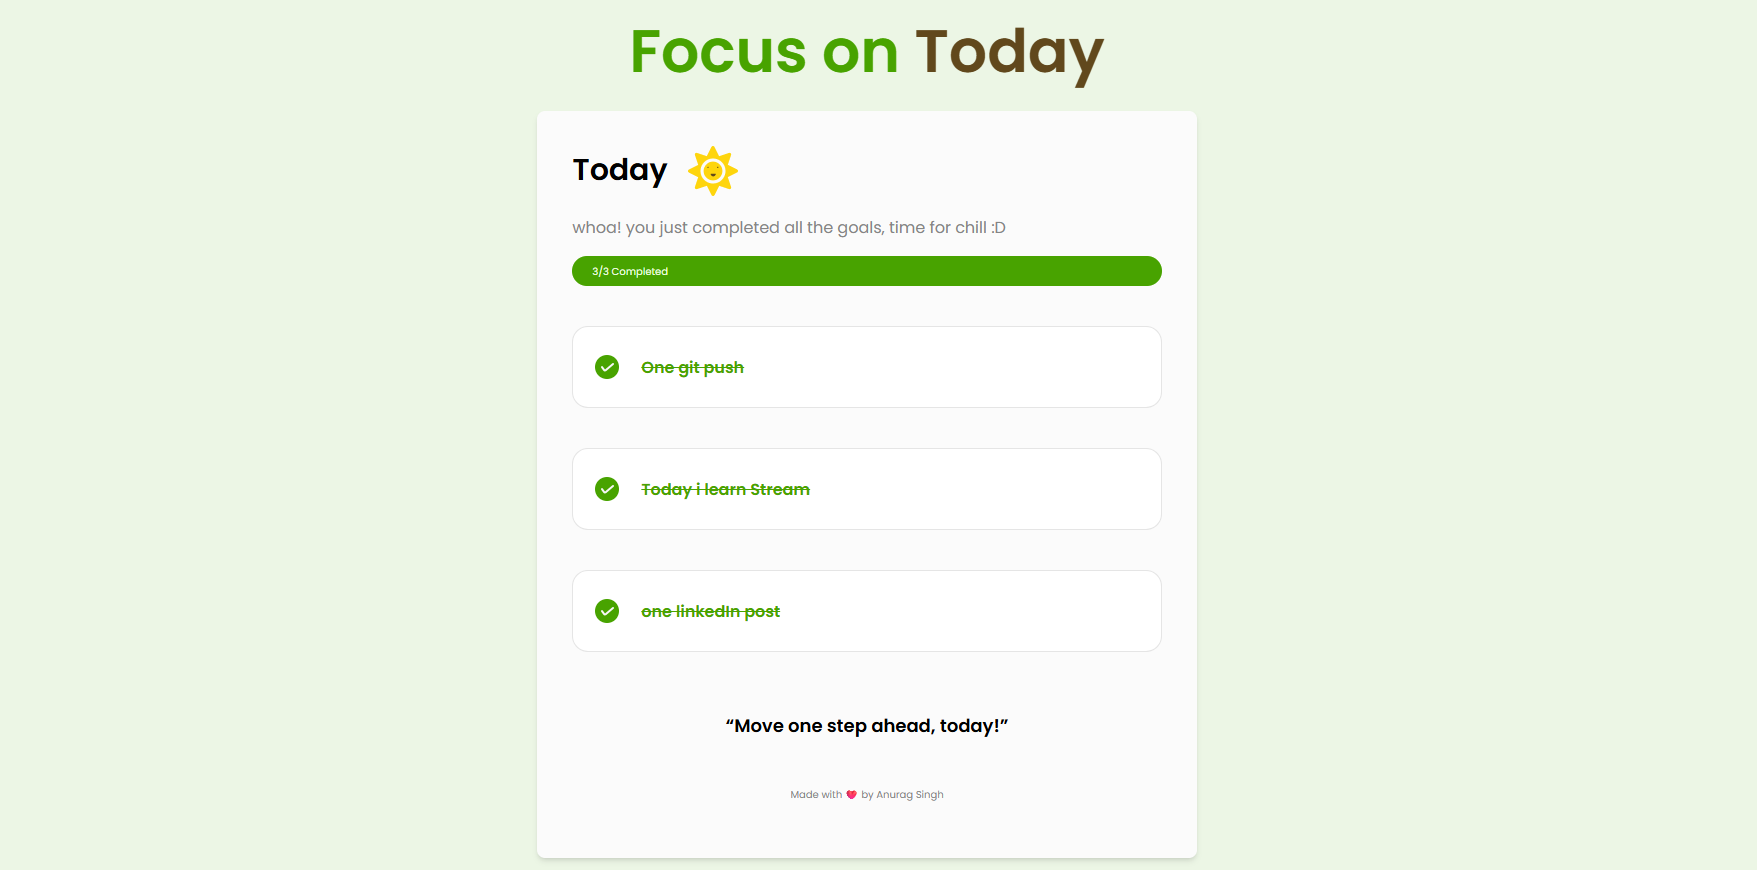 Focus on Today
Today
whoa! you just completed all the goals, time for chill :D
3/3 Completed
One git push
Today i learn Stream
one linkedIn post
“Move one step ahead, today!”
Made with 💗 by Anurag Singh